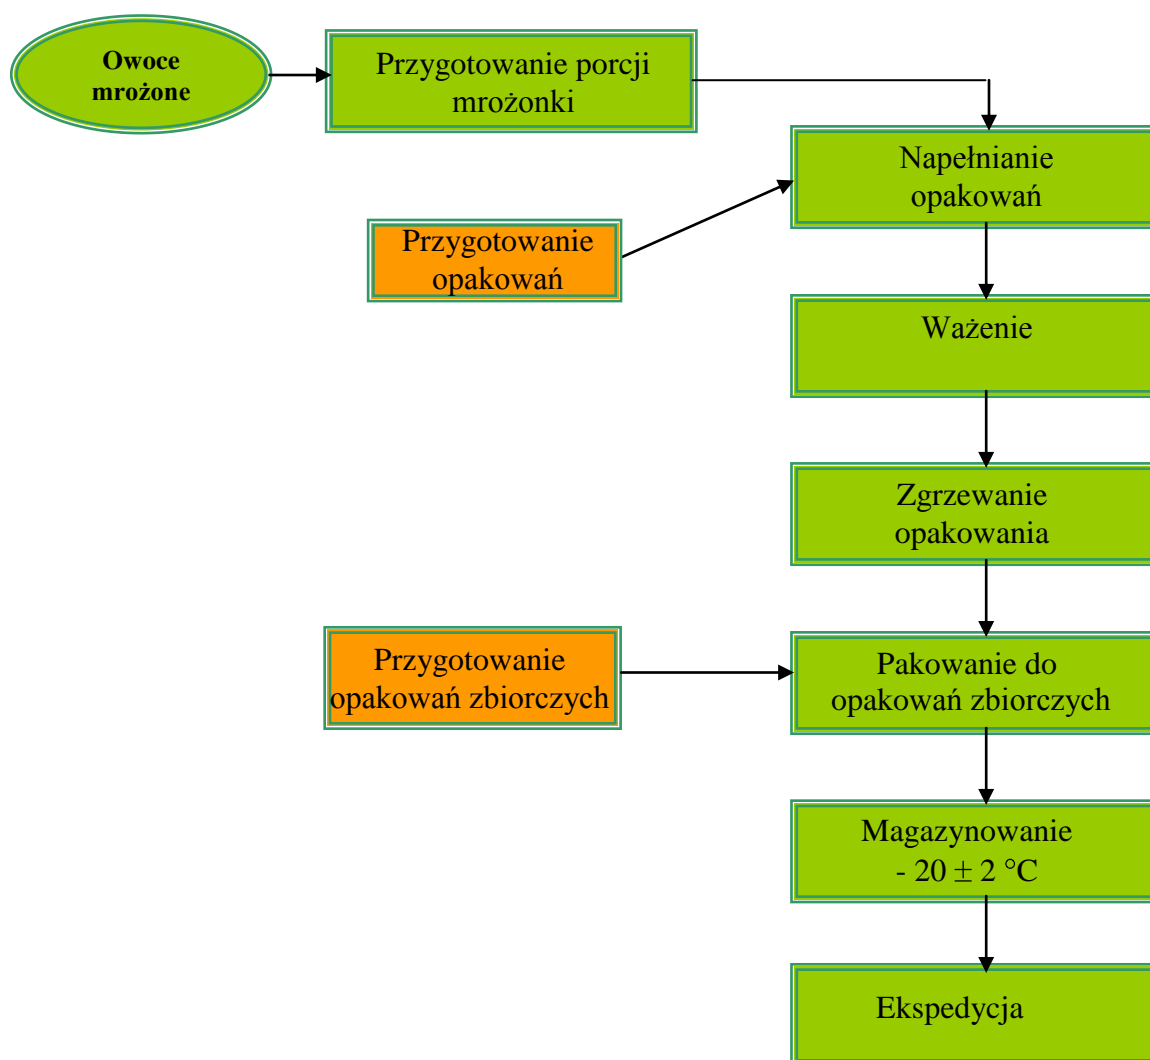 Owoce
mrożone
Przygotowanie porcji
mrożonki
Napełnianie
opakowań
Przygotowanie
opakowań
Ważenie
Zgrzewanie
opakowania
Przygotowanie
opakowań zbiorczych
Pakowanie do
opakowań zbiorczych
Magazynowanie
- 20 ± 2 °C
Ekspedycja